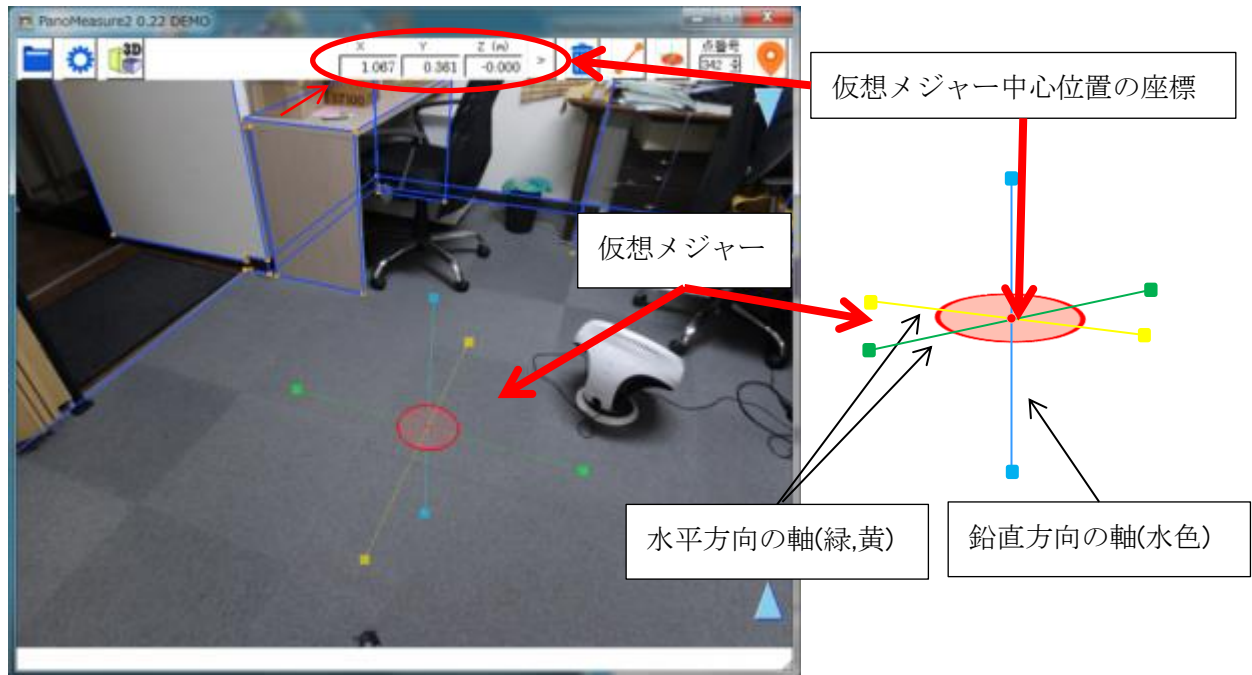 PanoMeasure2 0.22 DEMO
3D
X Y Z (m)
1.067 0.361 -0.000 >
点番号
342
仮想メジャー中心位置の座標
仮想メジャー
水平方向の軸(緑,黄)
鉛直方向の軸(水色)